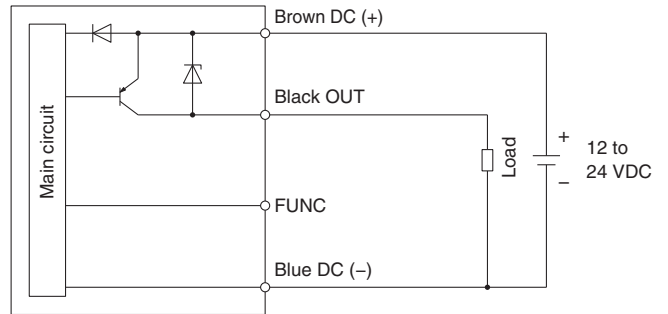 Brown DC (+)
Black OUT
Main circuit
Load
+
12 to
24 VDC
−
FUNC
Blue DC (−)